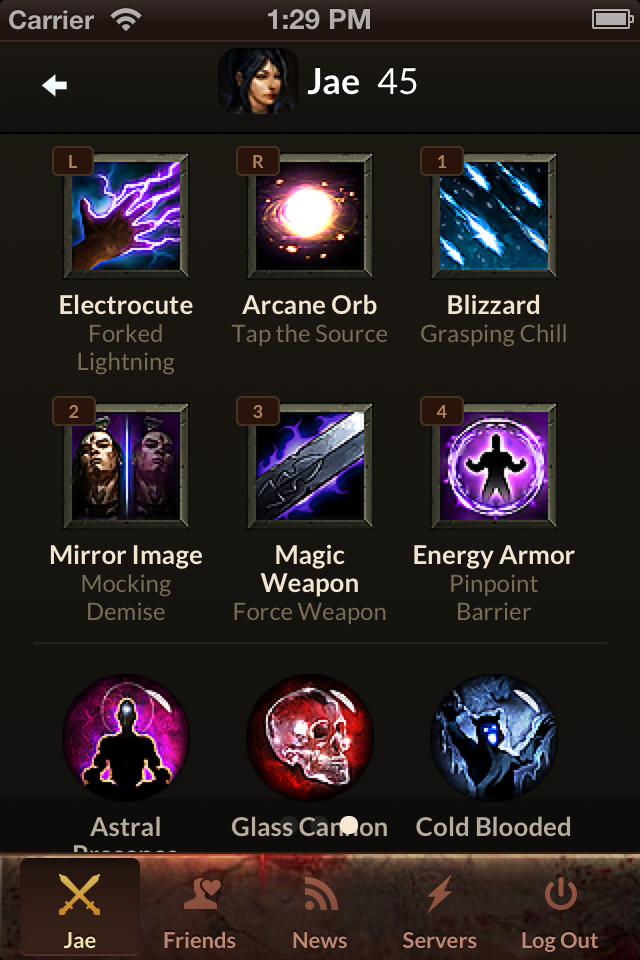 Carrier 1:29 PM
Jae 45
L R 1
Electrocute Arcane Orb Blizzard
Forked Tap the Source Grasping Chill
Lightning
2 3 4
Mirror Image Magic Energy Armor
Weapon
Mocking Pinpoint
Demise Force Weapon Barrier
Astral Glass Cannon Cold Blooded
Presence
Jae Friends News Servers Log Out